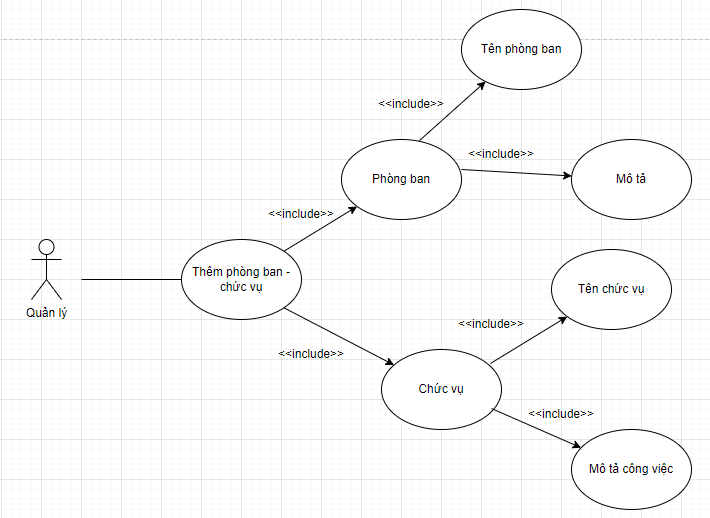 Tên phòng ban
<<include>>
<<include>>
Phòng ban
Mô tả
<<include>>
Thêm phòng ban -
chức vụ
Quản lý
Tên chức vụ
<<include>>
<<include>>
Chức vụ
<<include>>
Mô tả công việc